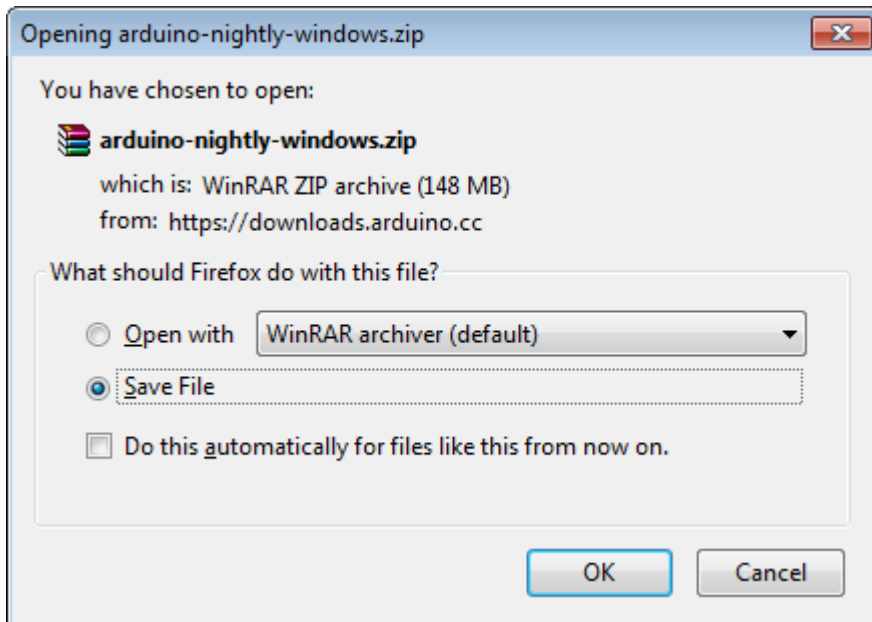 Opening arduino-nightly-windows.zip
You have chosen to open:
arduino-nightly-windows.zip
which is: WinRAR ZIP archive (148 MB)
from: https://downloads.arduino.cc
What should Firefox do with this file?
Open with WinRAR archiver (default)
Save File
Do this automatically for files like this from now on.
OK Cancel